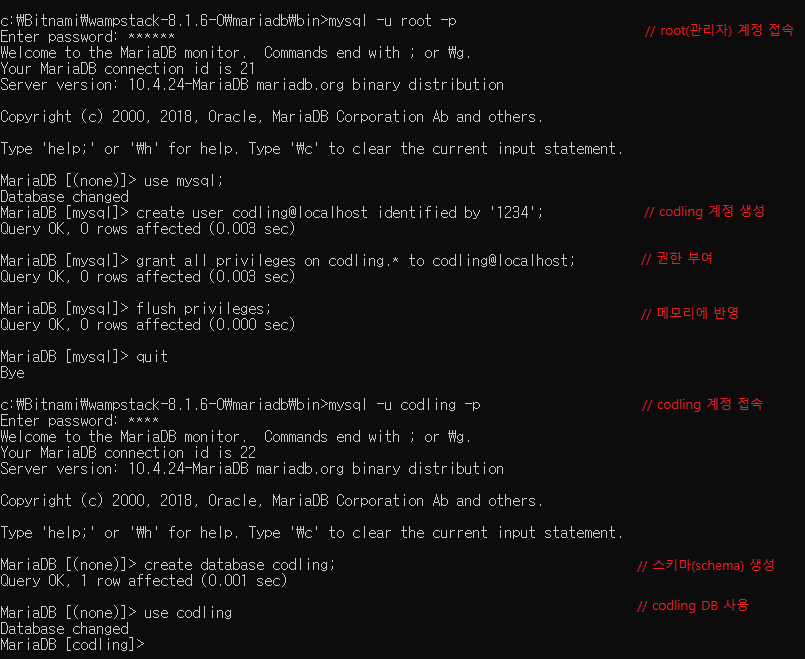 c:₩Bitnami₩wampstack-8.1.6-0₩mariadb₩bin>mysql -u root -p // root(관리자) 계정 접속
Enter password: ******
Welcome to the MariaDB monitor.  Commands end with ; or ₩g.
Your MariaDB connection id is 21
Server version: 10.4.24-MariaDB mariadb.org binary distribution
Copyright (c) 2000, 2018, Oracle, MariaDB Corporation Ab and others.
Type 'help;' or '₩h' for help. Type '₩c' to clear the current input statement.
MariaDB [(none)]> use mysql;
Database changed
MariaDB [mysql]> create user codling@localhost identified by '1234'; // codling 계정 생성
Query OK, 0 rows affected (0.003 sec)
MariaDB [mysql]> grant all privileges on codling.* to codling@localhost; // 권한 부여
Query OK, 0 rows affected (0.003 sec)
MariaDB [mysql]> flush privileges; // 메모리에 반영
Query OK, 0 rows affected (0.000 sec)
MariaDB [mysql]> quit
Bye
c:₩Bitnami₩wampstack-8.1.6-0₩mariadb₩bin>mysql -u codling -p // codling 계정 접속
Enter password: ****
Welcome to the MariaDB monitor.  Commands end with ; or ₩g.
Your MariaDB connection id is 22
Server version: 10.4.24-MariaDB mariadb.org binary distribution
Copyright (c) 2000, 2018, Oracle, MariaDB Corporation Ab and others.
Type 'help;' or '₩h' for help. Type '₩c' to clear the current input statement.
MariaDB [(none)]> create database codling; // 스키마(schema) 생성
Query OK, 1 row affected (0.001 sec)
MariaDB [(none)]> use codling // codling DB 사용
Database changed
MariaDB [codling]>